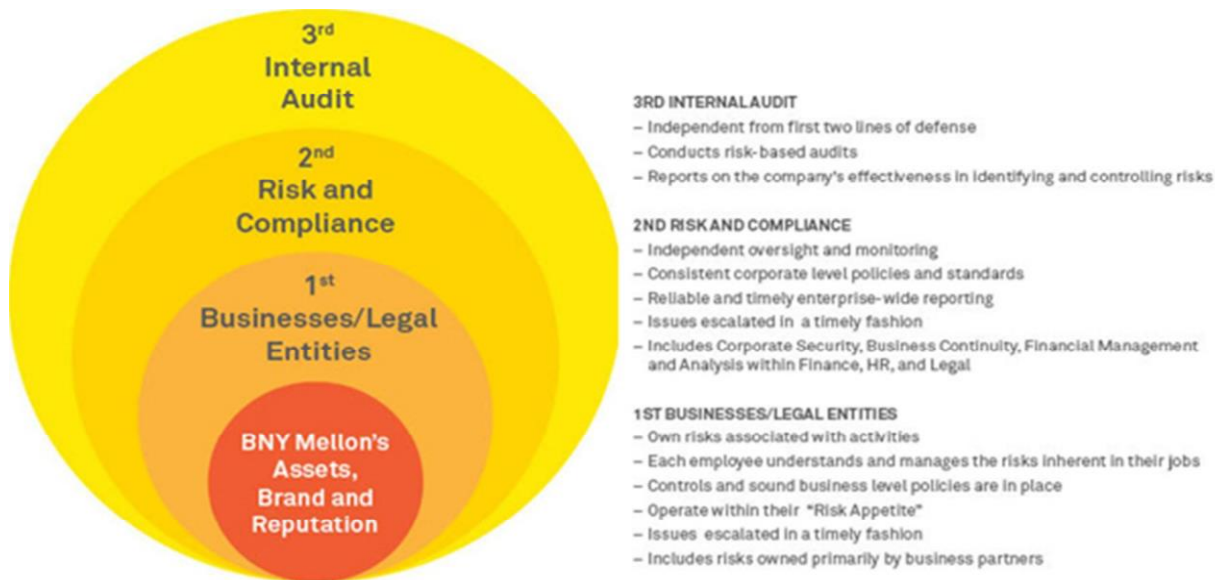 3rd
Internal
Audit
2nd
Risk and
Compliance
1st
Businesses/Legal
Entities
BNY Mellon's
Assets,
Brand and
Reputation
3RD INTERNAL AUDIT
– Independent from first two lines of defense
– Conducts risk-based audits
– Reports on the company's effectiveness in identifying and controlling risks
2ND RISK AND COMPLIANCE
– Independent oversight and monitoring
– Consistent corporate level policies and standards
– Reliable and timely enterprise-wide reporting
– Issues escalated in a timely fashion
– Includes Corporate Security, Business Continuity, Financial Management
and Analysis within Finance, HR, and Legal
1ST BUSINESSES/LEGAL ENTITIES
– Own risks associated with activities
– Each employee understands and manages the risks inherent in their jobs
– Controls and sound business level policies are in place
– Operate within their "Risk Appetite"
– Issues escalated in a timely fashion
– Includes risks owned primarily by business partners